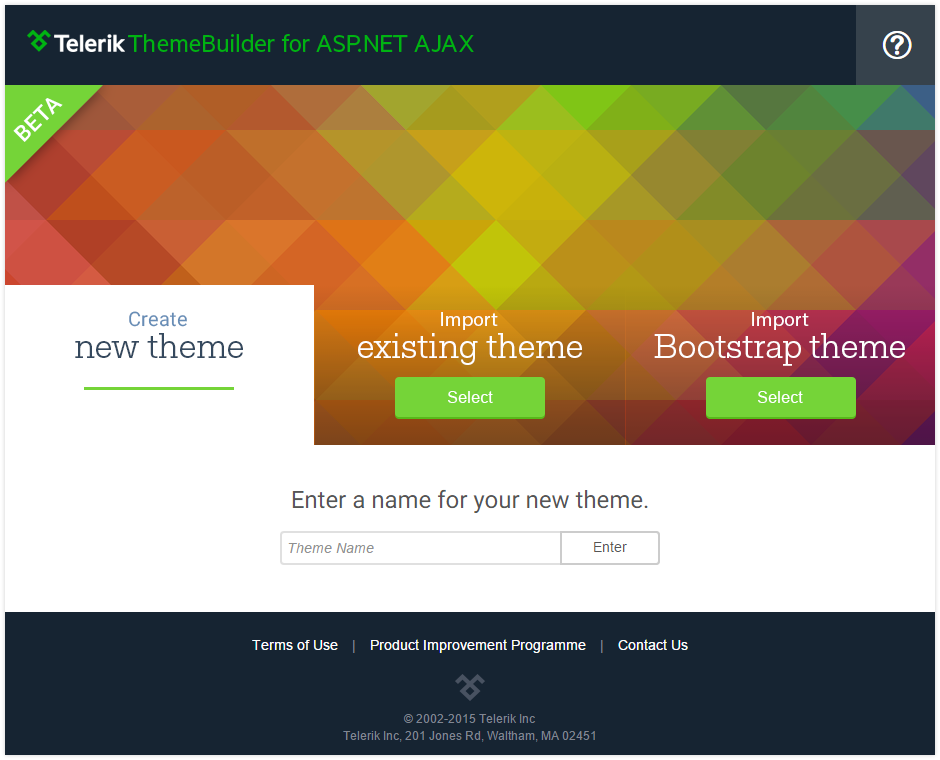 Telerik ThemeBuilder for ASP.NET AJAX
BETA
Create
new theme
Import
existing theme
Select
Import
Bootstrap theme
Select
Enter a name for your new theme.
Theme Name
Enter
Terms of Use | Product Improvement Programme | Contact Us
© 2002-2015 Telerik Inc
Telerik Inc, 201 Jones Rd, Waltham, MA 02451